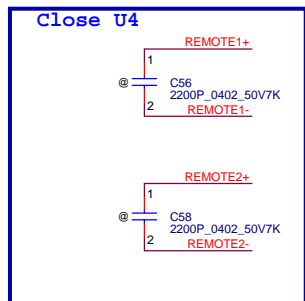 Close U4
REMOTE1+
1
@ C56
2200P_0402_50V7K
2
REMOTE1-
REMOTE2+
1
@ C58
2200P_0402_50V7K
2
REMOTE2-